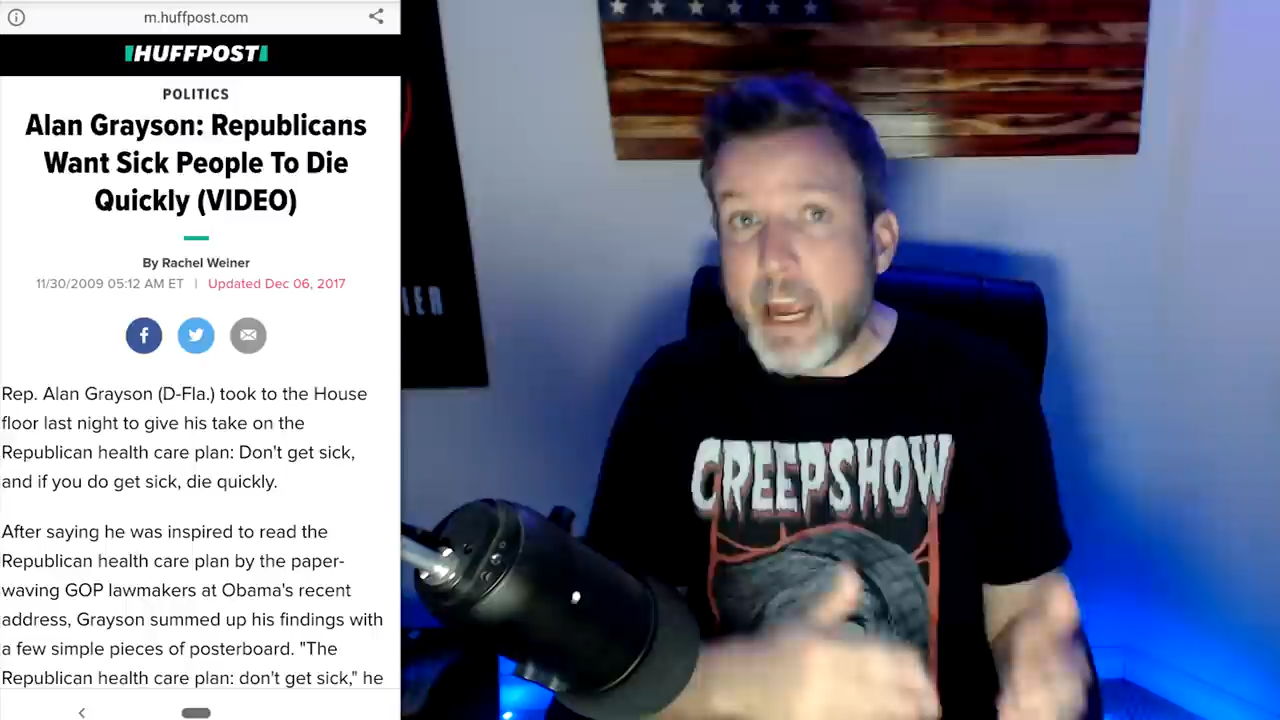 m.huffpost.com
HUFFPOST
POLITICS
Alan Grayson: Republicans
Want Sick People To Die
Quickly (VIDEO)
By Rachel Weiner
11/30/2009 05:12 AM ET | Updated Dec 06, 2017
Rep. Alan Grayson (D-Fla.) took to the House
floor last night to give his take on the
Republican health care plan: Don't get sick,
and if you do get sick, die quickly.
After saying he was inspired to read the
Republican health care plan by the paper-
waving GOP lawmakers at Obama's recent
address, Grayson summed up his findings with
a few simple pieces of posterboard. "The
Republican health care plan: don't get sick," he
CREEPSHOW